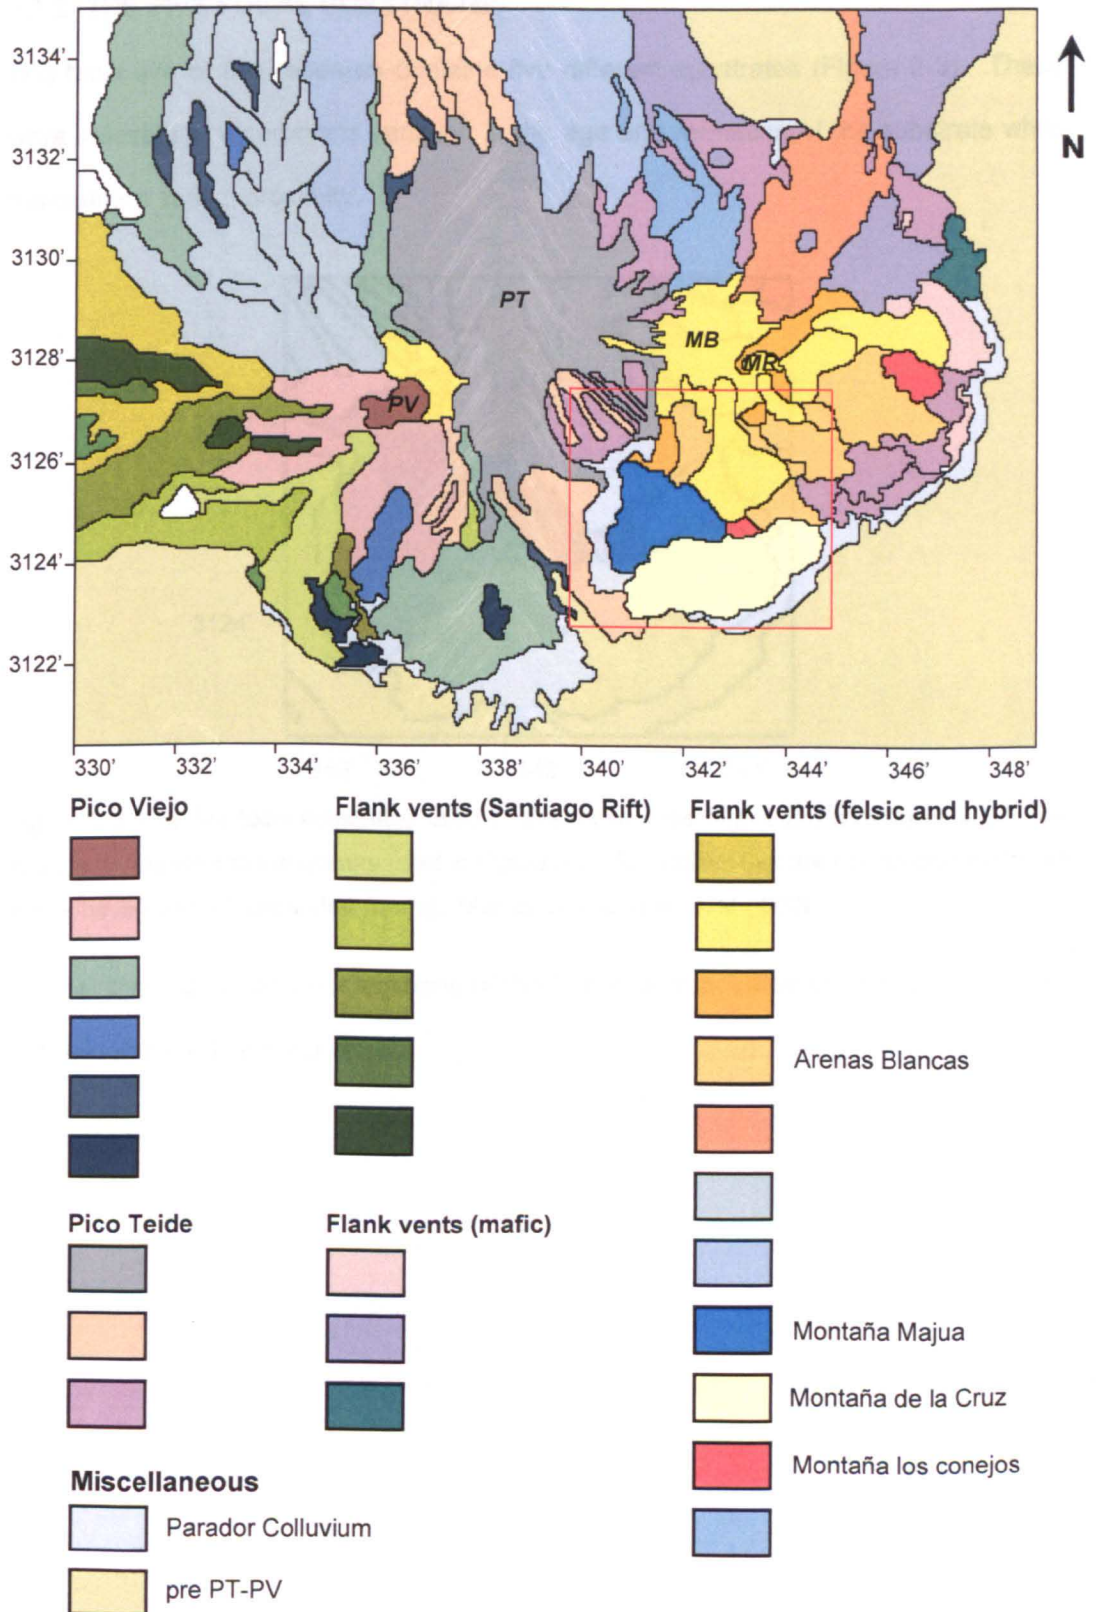 3134'
3132'
3130'
3128'
3126'
3124'
3122'
N
PT
MB
MR
PV
330' 332' 334' 336' 338' 340' 342' 344' 346' 348'
Pico Viejo
Flank vents (Santiago Rift)
Flank vents (felsic and hybrid)
Arenas Blancas
Pico Teide
Flank vents (mafic)
Montaña Majua
Montaña de la Cruz
Montaña los conejos
Miscellaneous
Parador Colluvium
pre PT-PV